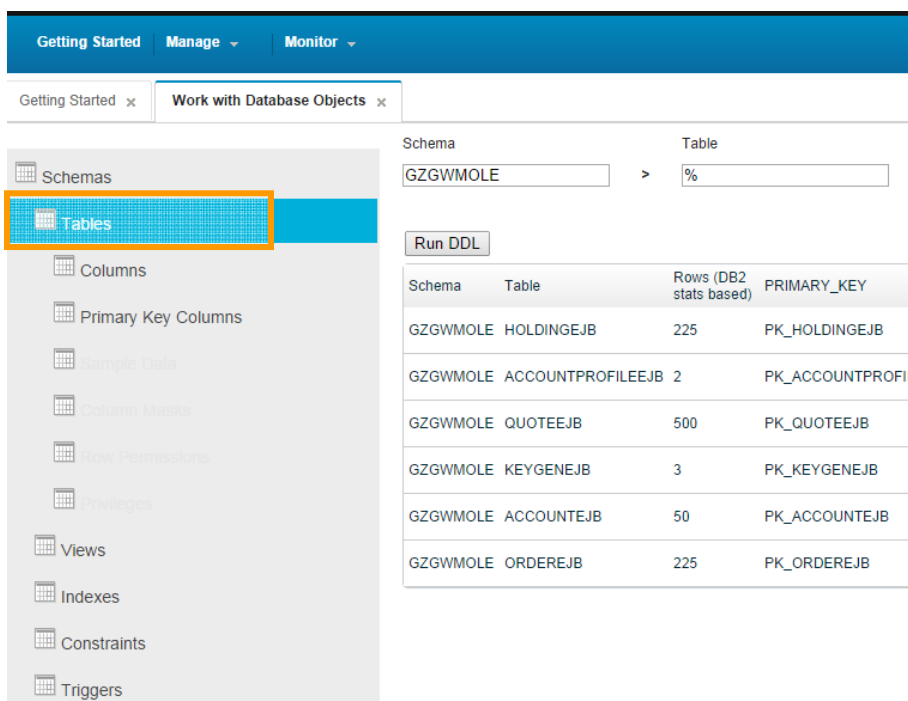 Getting Started Manage Monitor
Getting Started x Work with Database Objects x
Schemas
Tables
Columns
Primary Key Columns
Sample Data
Column Masks
Row Permissions
Privileges
Views
Indexes
Constraints
Triggers
Schema Table
GZGWMOLE > %
Run DDL
Schema Table Rows (DB2 stats based) PRIMARY_KEY
GZGWMOLE HOLDINGEJB 225 PK_HOLDINGEJB
GZGWMOLE ACCOUNTPROFILEEJB 2 PK_ACCOUNTPROFI
GZGWMOLE QUOTEEJB 500 PK_QUOTEEJB
GZGWMOLE KEYGENEJB 3 PK_KEYGENEJB
GZGWMOLE ACCOUNTEJB 50 PK_ACCOUNTEJB
GZGWMOLE ORDEREJB 225 PK_ORDEREJB